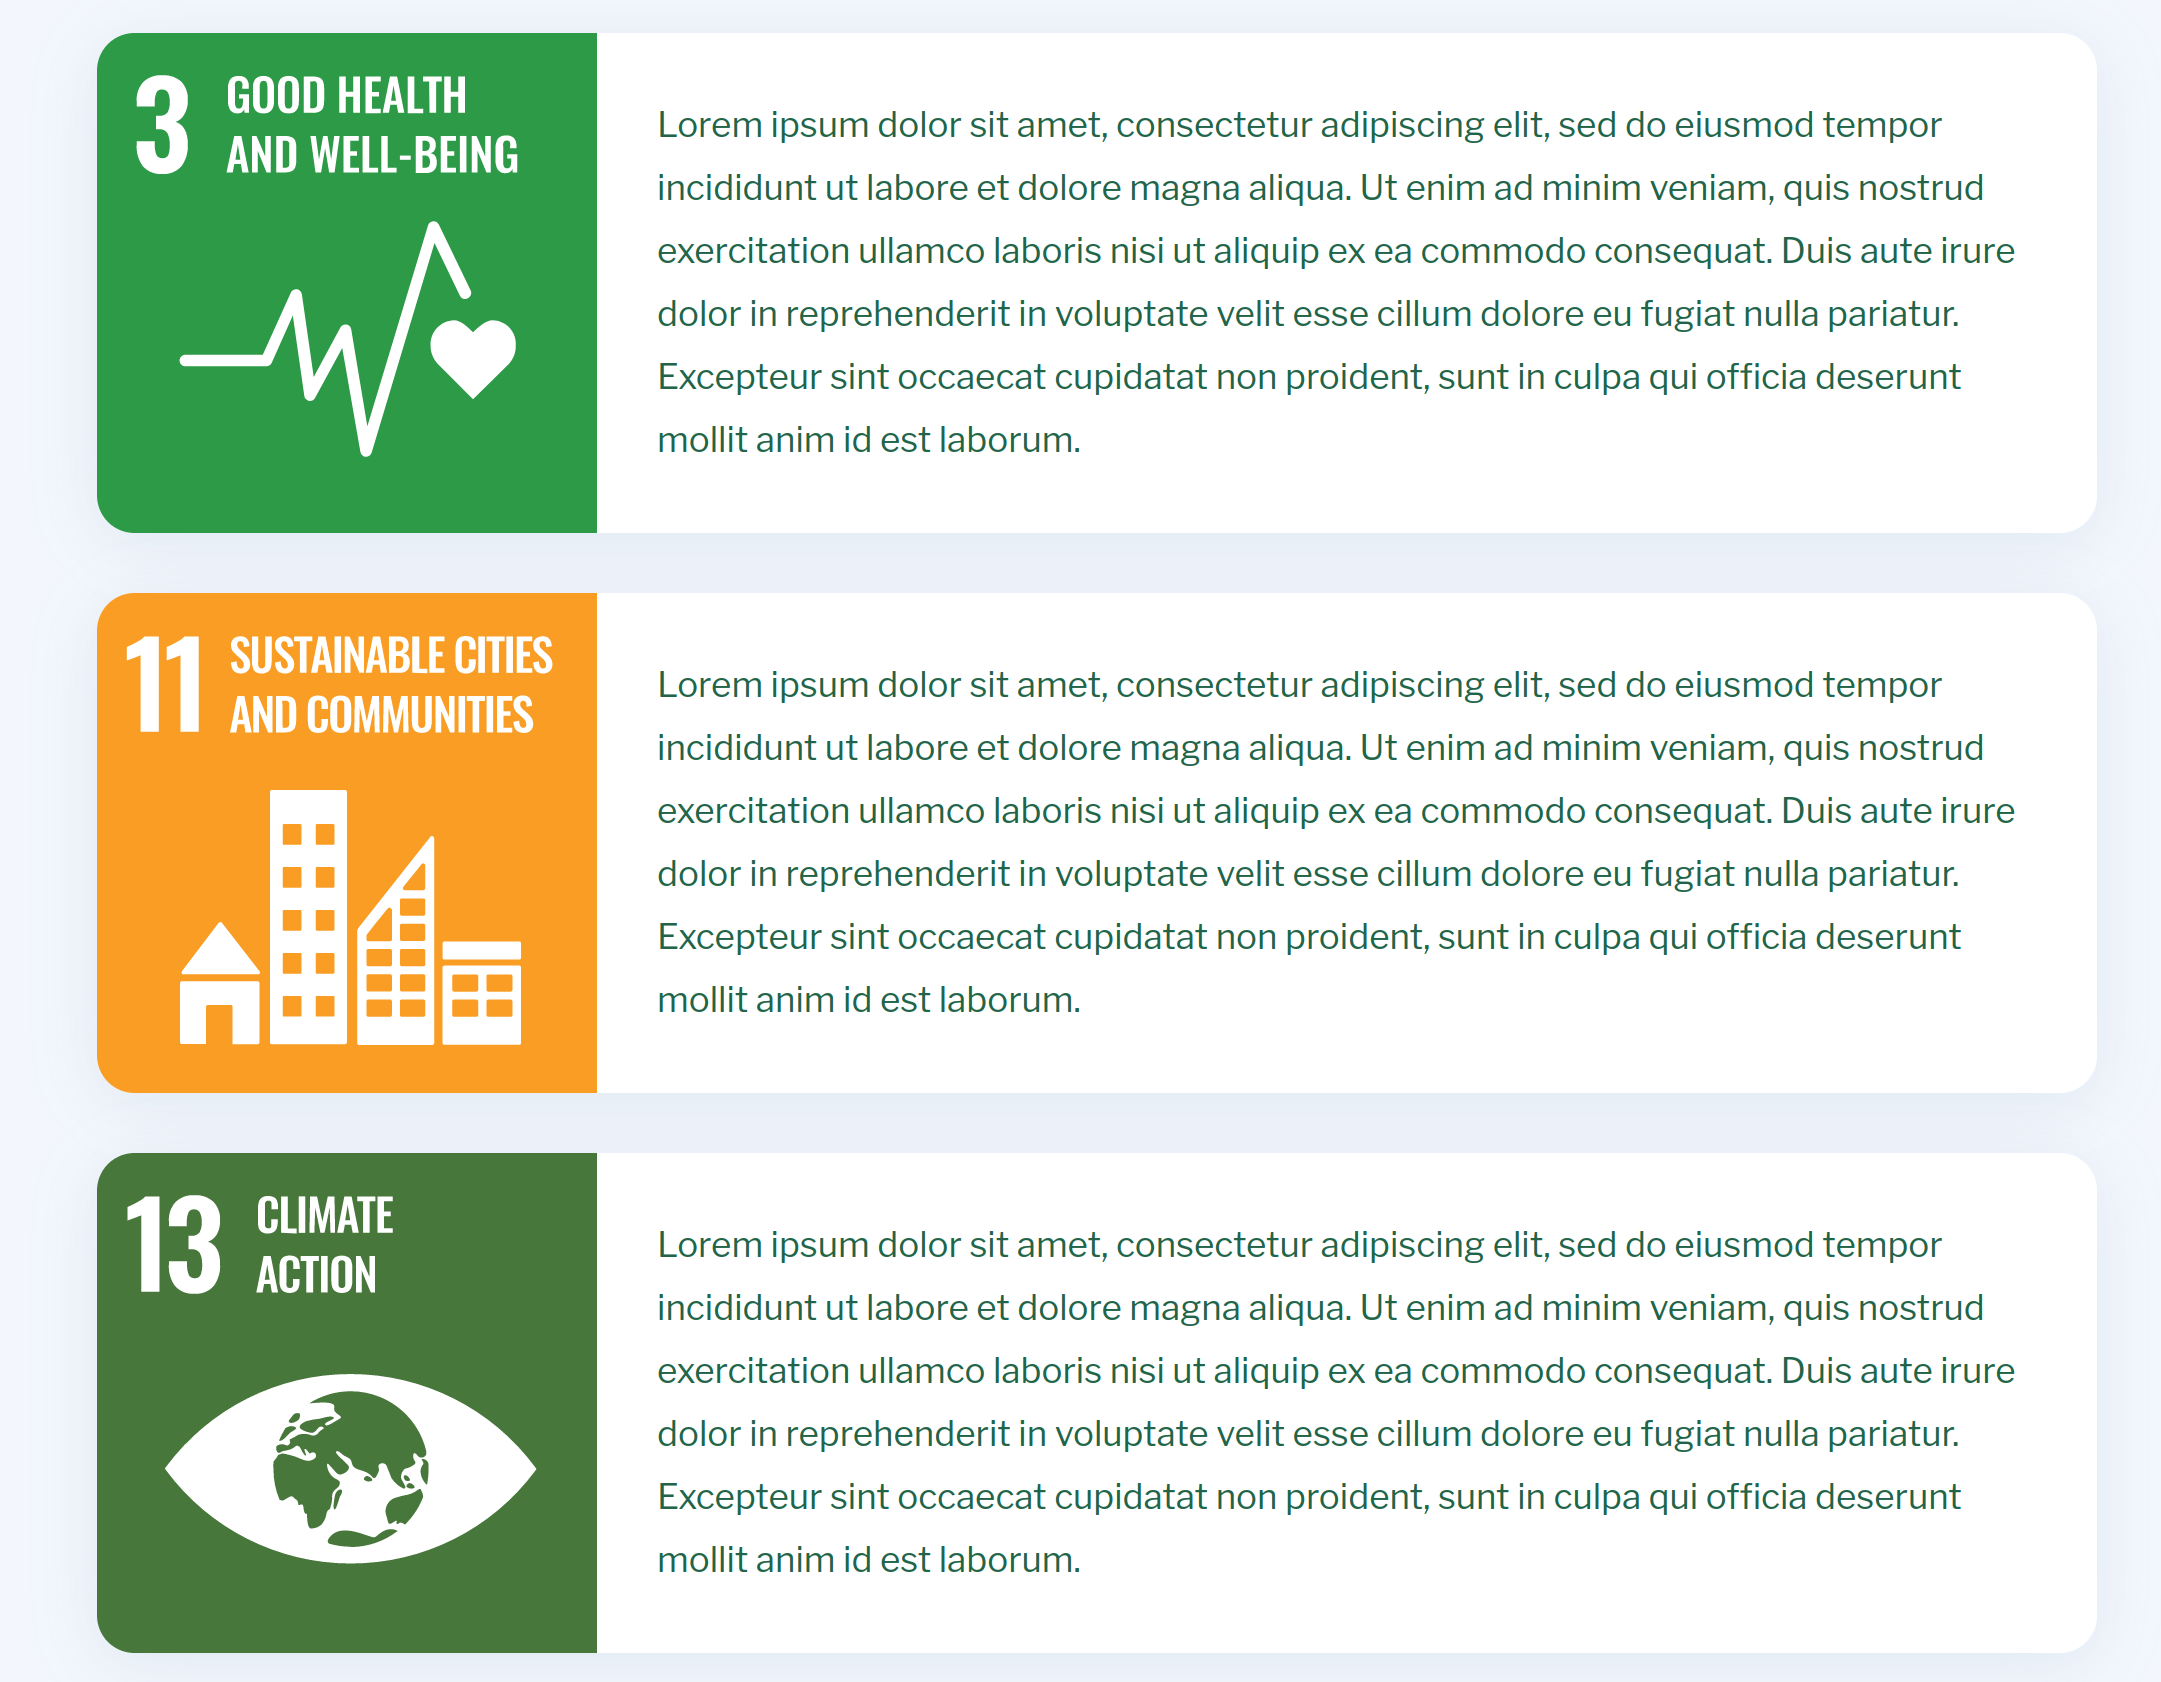 3 GOOD HEALTH
AND WELL-BEING
Lorem ipsum dolor sit amet, consectetur adipiscing elit, sed do eiusmod tempor
incididunt ut labore et dolore magna aliqua. Ut enim ad minim veniam, quis nostrud
exercitation ullamco laboris nisi ut aliquip ex ea commodo consequat. Duis aute irure
dolor in reprehenderit in voluptate velit esse cillum dolore eu fugiat nulla pariatur.
Excepteur sint occaecat cupidatat non proident, sunt in culpa qui officia deserunt
mollit anim id est laborum.
11 SUSTAINABLE CITIES
AND COMMUNITIES
Lorem ipsum dolor sit amet, consectetur adipiscing elit, sed do eiusmod tempor
incididunt ut labore et dolore magna aliqua. Ut enim ad minim veniam, quis nostrud
exercitation ullamco laboris nisi ut aliquip ex ea commodo consequat. Duis aute irure
dolor in reprehenderit in voluptate velit esse cillum dolore eu fugiat nulla pariatur.
Excepteur sint occaecat cupidatat non proident, sunt in culpa qui officia deserunt
mollit anim id est laborum.
13 CLIMATE
ACTION
Lorem ipsum dolor sit amet, consectetur adipiscing elit, sed do eiusmod tempor
incididunt ut labore et dolore magna aliqua. Ut enim ad minim veniam, quis nostrud
exercitation ullamco laboris nisi ut aliquip ex ea commodo consequat. Duis aute irure
dolor in reprehenderit in voluptate velit esse cillum dolore eu fugiat nulla pariatur.
Excepteur sint occaecat cupidatat non proident, sunt in culpa qui officia deserunt
mollit anim id est laborum.